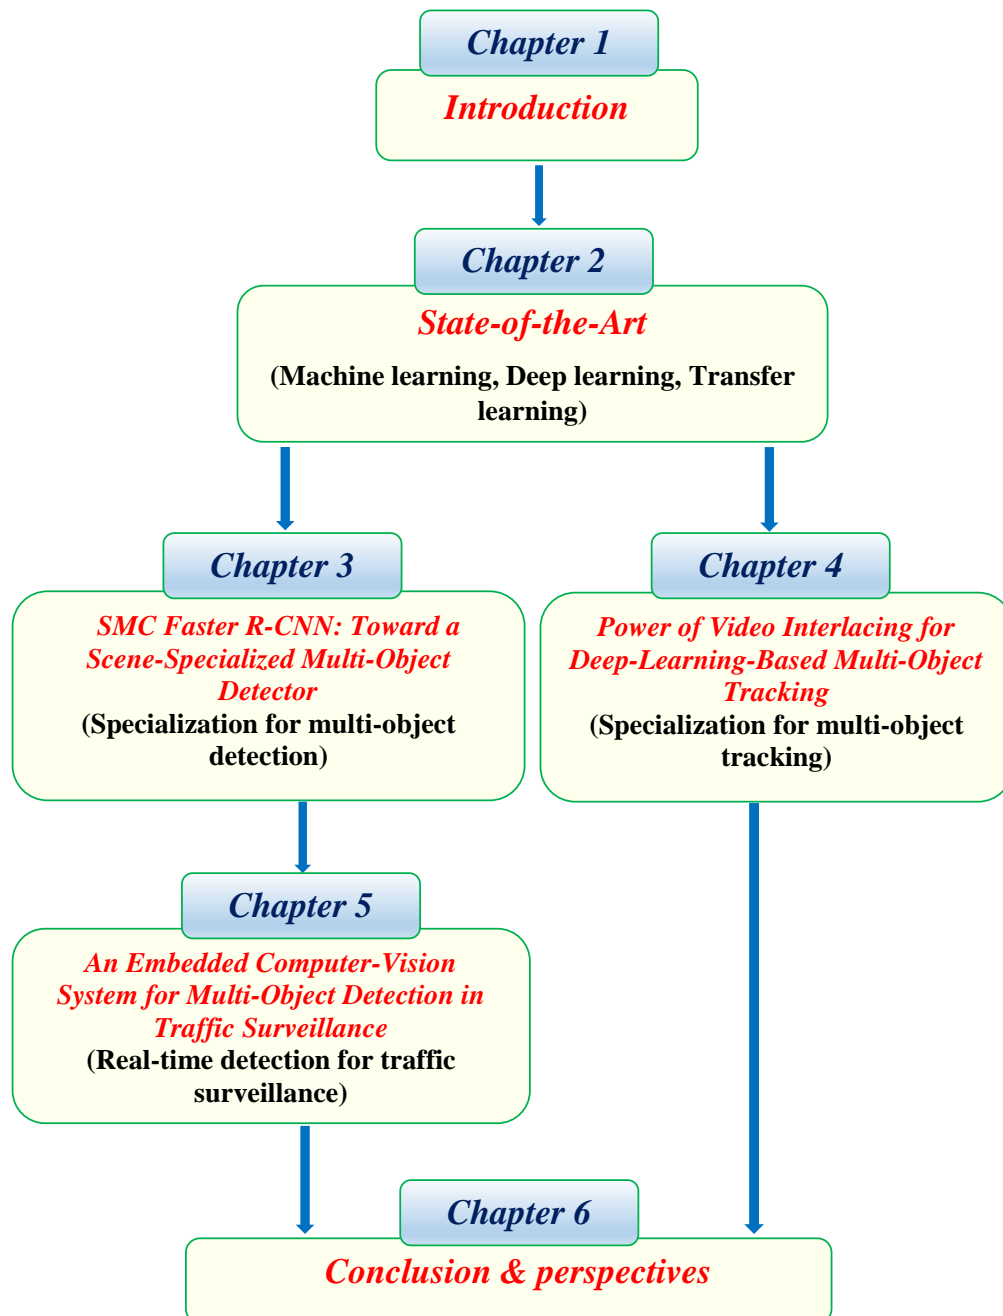 Chapter 1
Introduction
Chapter 2
State-of-the-Art
(Machine learning, Deep learning, Transfer
learning)
Chapter 3
SMC Faster R-CNN: Toward a
Scene-Specialized Multi-Object
Detector
(Specialization for multi-object
detection)
Chapter 4
Power of Video Interlacing for
Deep-Learning-Based Multi-Object
Tracking
(Specialization for multi-object
tracking)
Chapter 5
An Embedded Computer-Vision
System for Multi-Object Detection in
Traffic Surveillance
(Real-time detection for traffic
surveillance)
Chapter 6
Conclusion & perspectives